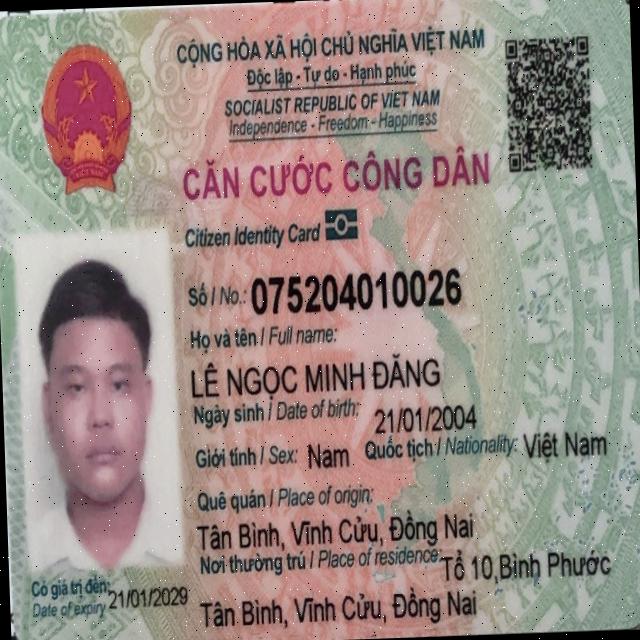 CỘNG HÒA XÃ HỘI CHỦ NGHĨA VIỆT NAM
Độc lập - Tự do - Hạnh phúc
SOCIALIST REPUBLIC OF VIET NAM
Independence - Freedom - Happiness
CĂN CƯỚC CÔNG DÂN
Citizen Identity Card
Số / No.: 075204010026
Họ và tên / Full name:
LÊ NGỌC MINH ĐĂNG
Ngày sinh / Date of birth: 21/01/2004
Giới tính / Sex: Nam Quốc tịch / Nationality: Việt Nam
Quê quán / Place of origin:
Tân Bình, Vĩnh Cửu, Đồng Nai
Nơi thường trú / Place of residence: Tổ 10,Bình Phước
Tân Bình, Vĩnh Cửu, Đồng Nai
Có giá trị đến: 21/01/2029
Date of expiry